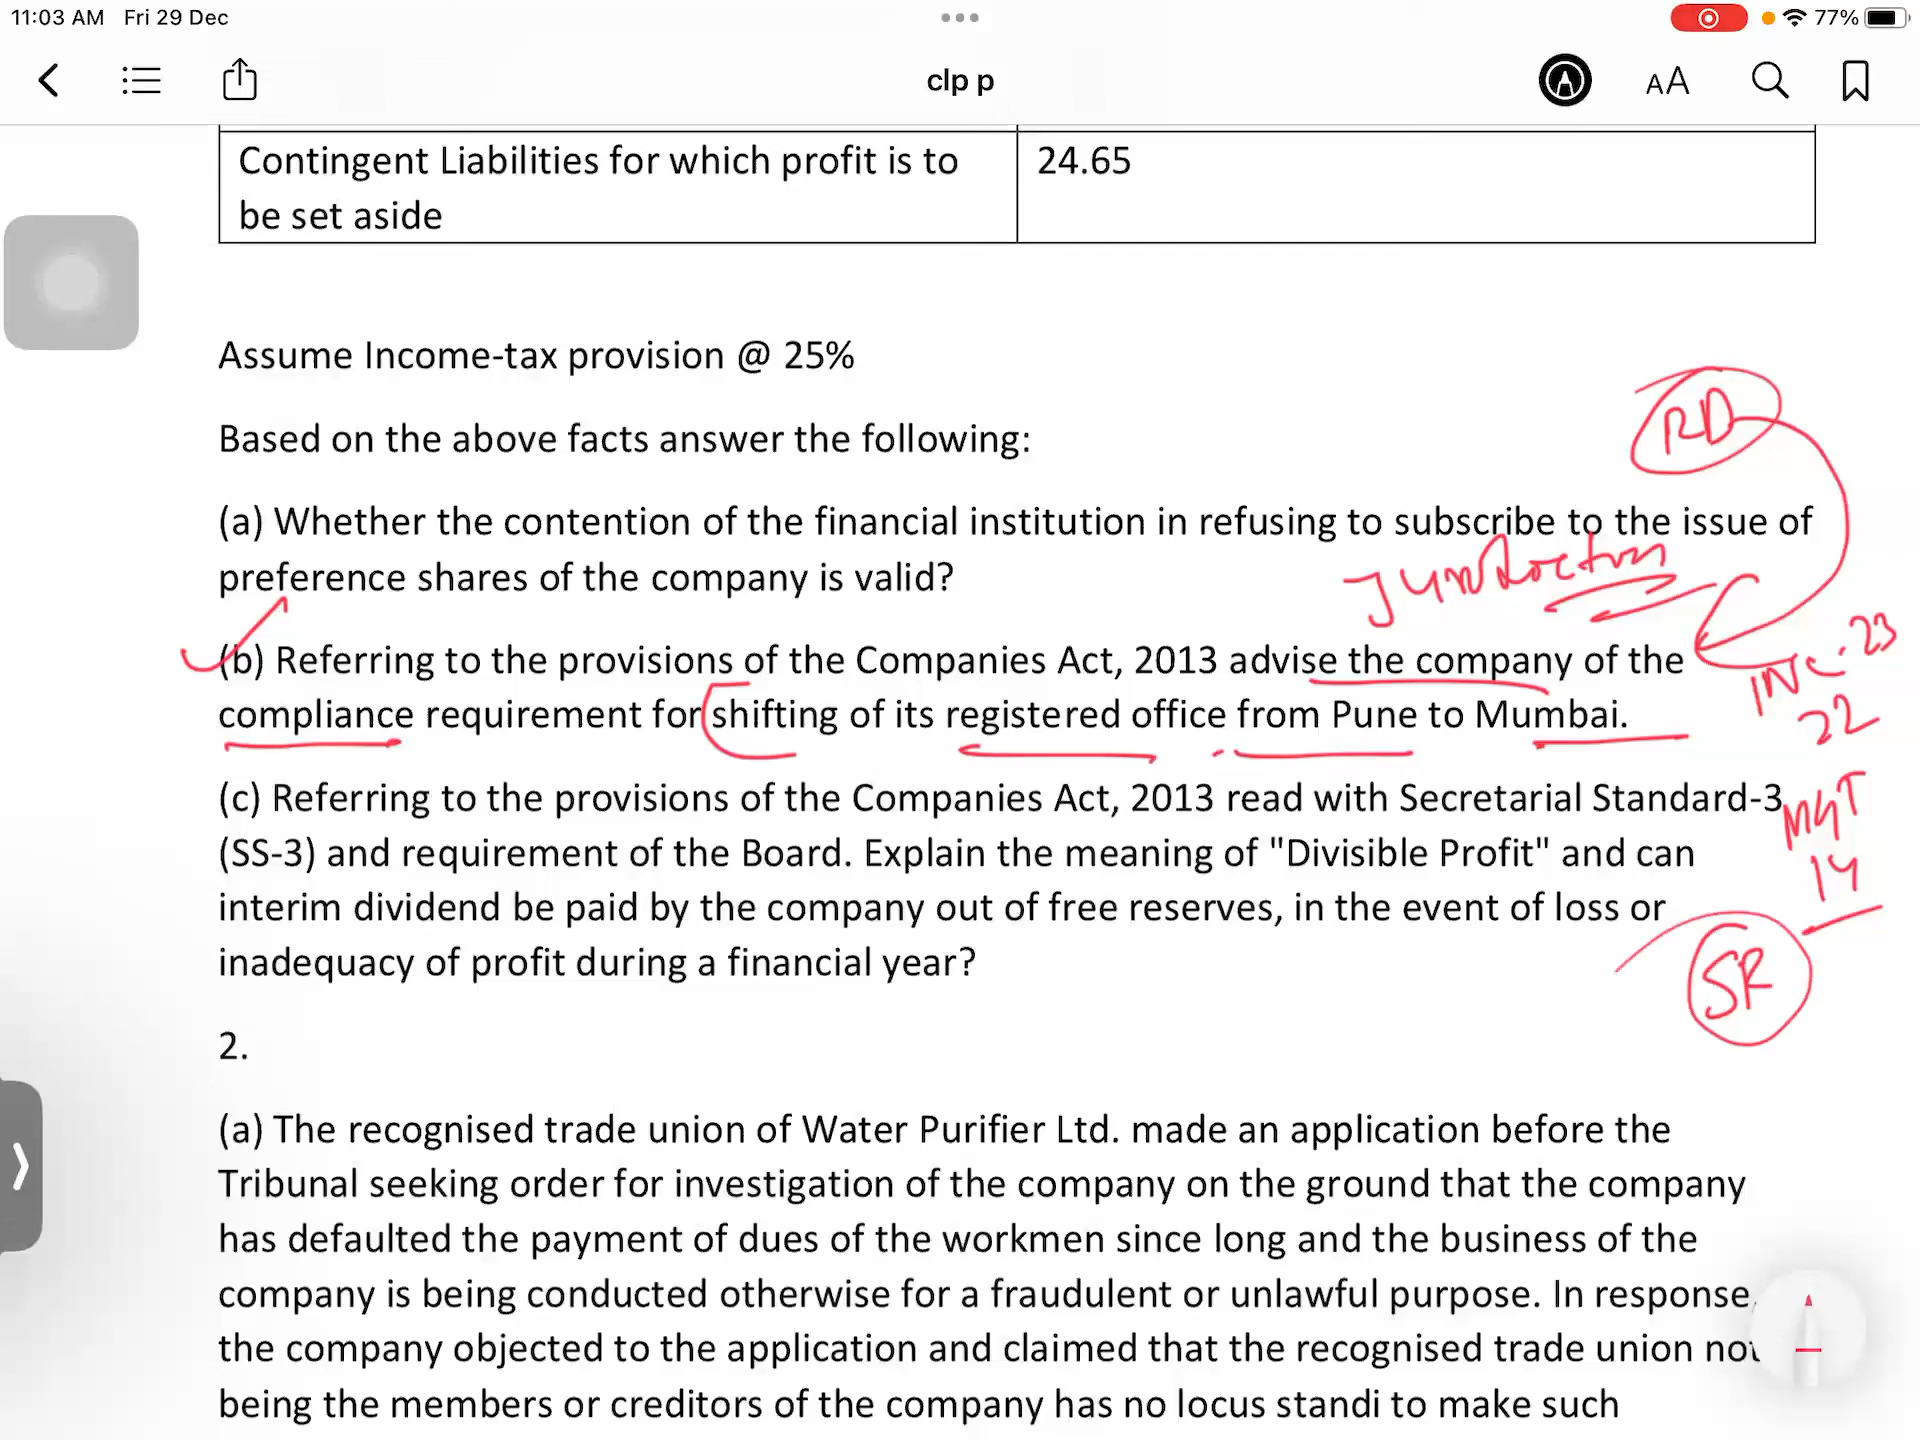 11:03 AM Fri 29 Dec
77%
clp p
AA
Contingent Liabilities for which profit is to
be set aside
24.65
Assume Income-tax provision @ 25%
RD
Based on the above facts answer the following:
(a) Whether the contention of the financial institution in refusing to subscribe to the issue of
preference shares of the company is valid?
(b) Referring to the provisions of the Companies Act, 2013 advise the company of the
compliance requirement for shifting of its registered office from Pune to Mumbai.
INC-23
22
(c) Referring to the provisions of the Companies Act, 2013 read with Secretarial Standard-3
(SS-3) and requirement of the Board. Explain the meaning of "Divisible Profit" and can
interim dividend be paid by the company out of free reserves, in the event of loss or
inadequacy of profit during a financial year?
MGT
14
SR
2.
(a) The recognised trade union of Water Purifier Ltd. made an application before the
Tribunal seeking order for investigation of the company on the ground that the company
has defaulted the payment of dues of the workmen since long and the business of the
company is being conducted otherwise for a fraudulent or unlawful purpose. In response,
the company objected to the application and claimed that the recognised trade union not
being the members or creditors of the company has no locus standi to make such